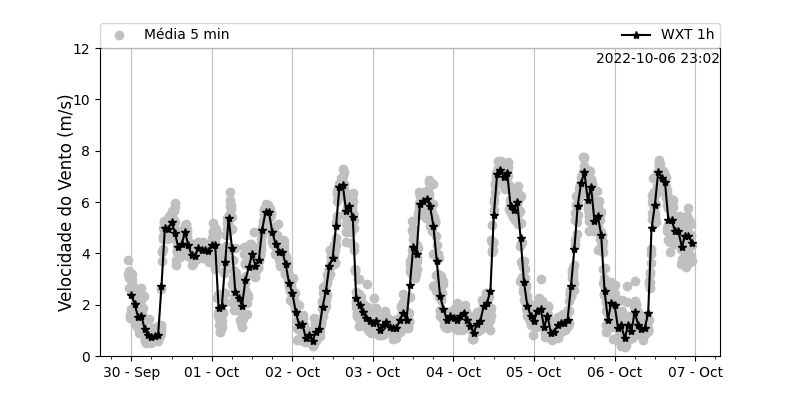 Média 5 min WXT 1h
2022-10-06 23:02
Velocidade do Vento (m/s)
12
10
8
6
4
2
0
30 - Sep 01 - Oct 02 - Oct 03 - Oct 04 - Oct 05 - Oct 06 - Oct 07 - Oct